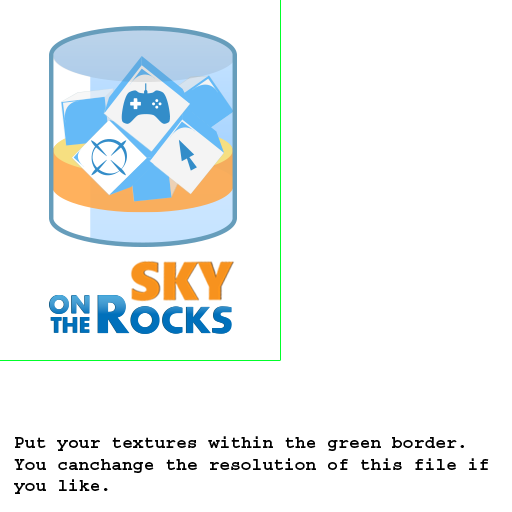 SKY
ON
THE ROCKS
Put your textures within the green border.
You canchange the resolution of this file if
you like.